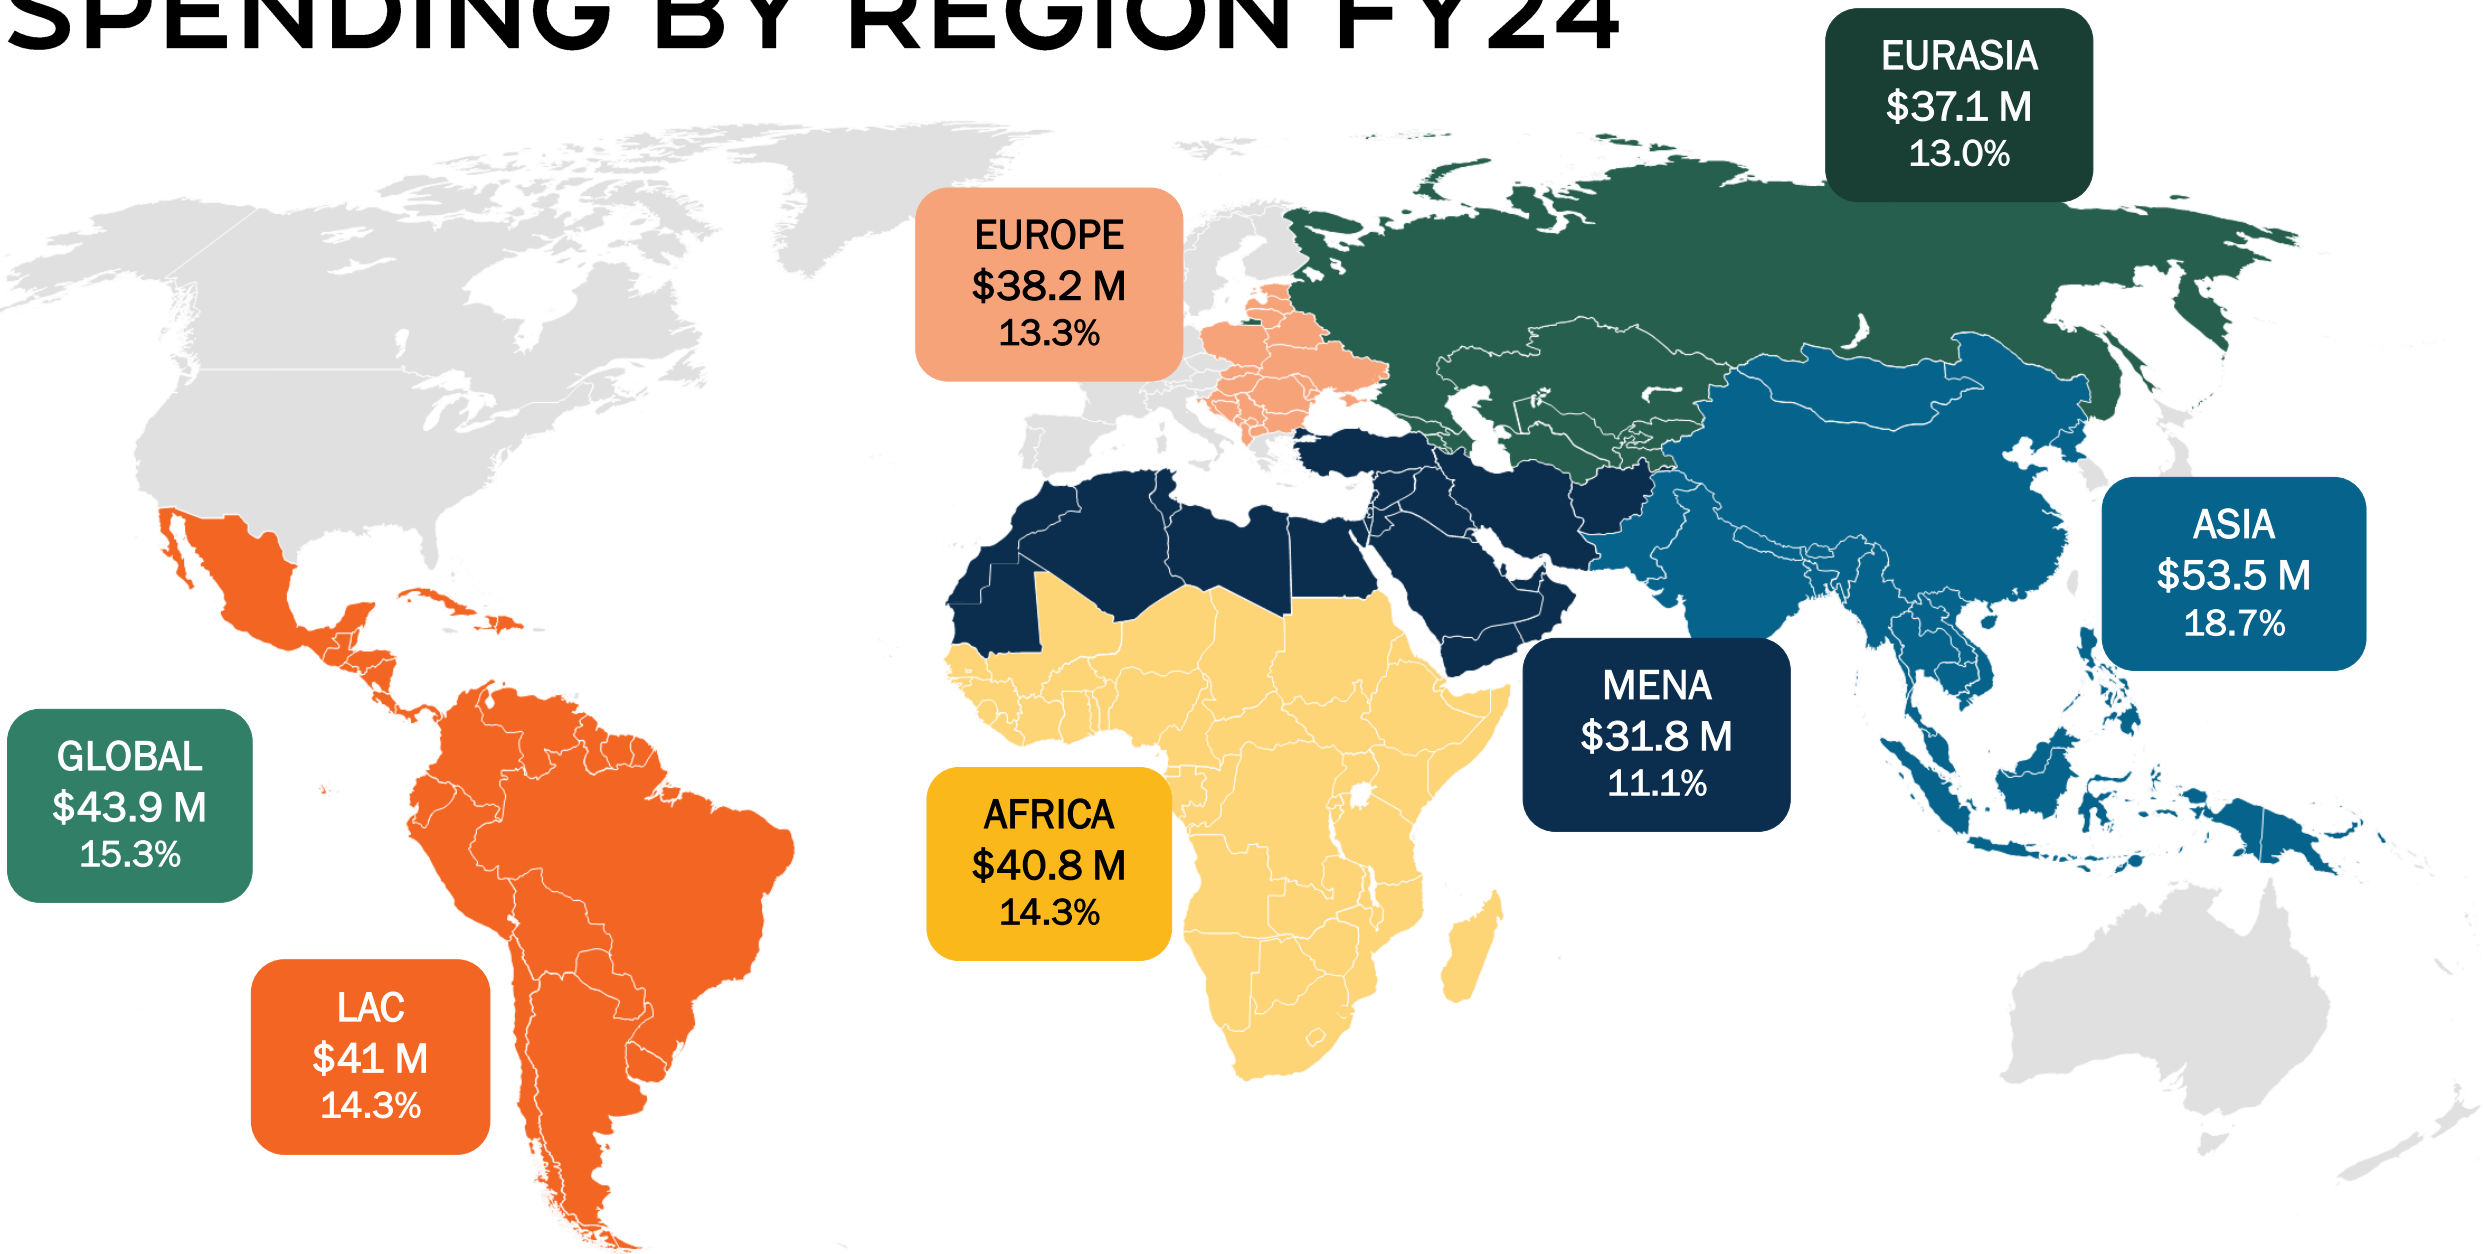 SPENDING BY REGION FY24
EURASIA
$37.1 M
13.0%
EUROPE
$38.2 M
13.3%
ASIA
$53.5 M
18.7%
MENA
$31.8 M
11.1%
GLOBAL
$43.9 M
15.3%
AFRICA
$40.8 M
14.3%
LAC
$41 M
14.3%